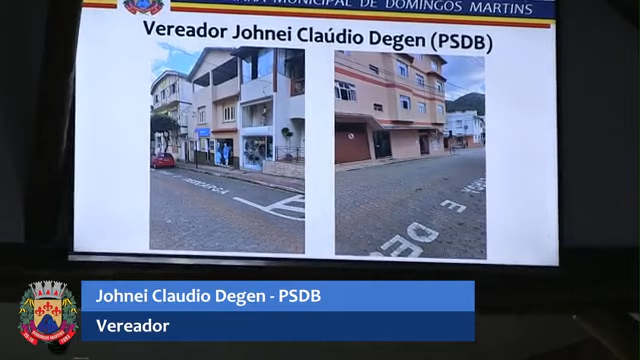 MUNICIPAL DE DOMINGOS MARTINS
Vereador Johnei Claúdio Degen (PSDB)
Johnei Claudio Degen - PSDB
Vereador